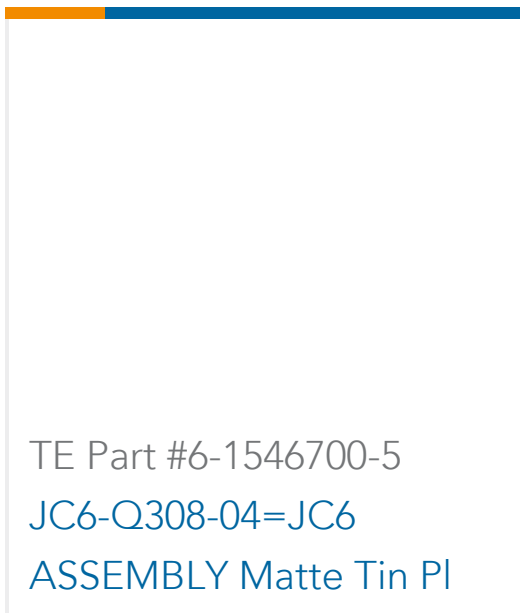 TE Part #6-1546700-5
JC6-Q308-04=JC6
ASSEMBLY Matte Tin Pl